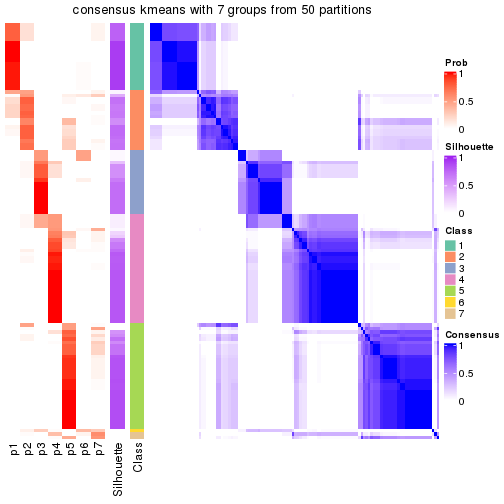 consensus kmeans with 7 groups from 50 partitions
Prob
1
0.5
0
Silhouette
1
0.5
0
Class
1
2
3
4
5
6
7
Consensus
1
0.5
0
p1
p2
p3
p4
p5
p6
p7
Silhouette
Class